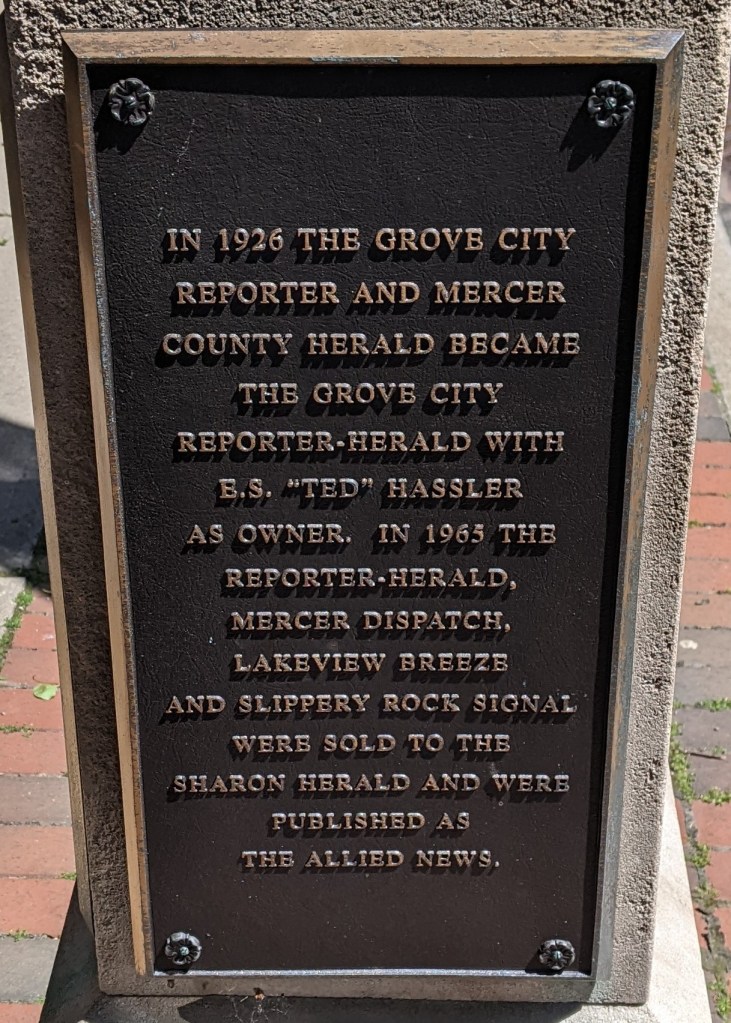 IN 1926 THE GROVE CITY
REPORTER AND MERCER
COUNTY HERALD BECAME
THE GROVE CITY
REPORTER-HERALD WITH
E.S. "TED" HASSLER
AS OWNER. IN 1965 THE
REPORTER-HERALD,
MERCER DISPATCH,
LAKEVIEW BREEZE
AND SLIPPERY ROCK SIGNAL
WERE SOLD TO THE
SHARON HERALD AND WERE
PUBLISHED AS
THE ALLIED NEWS.